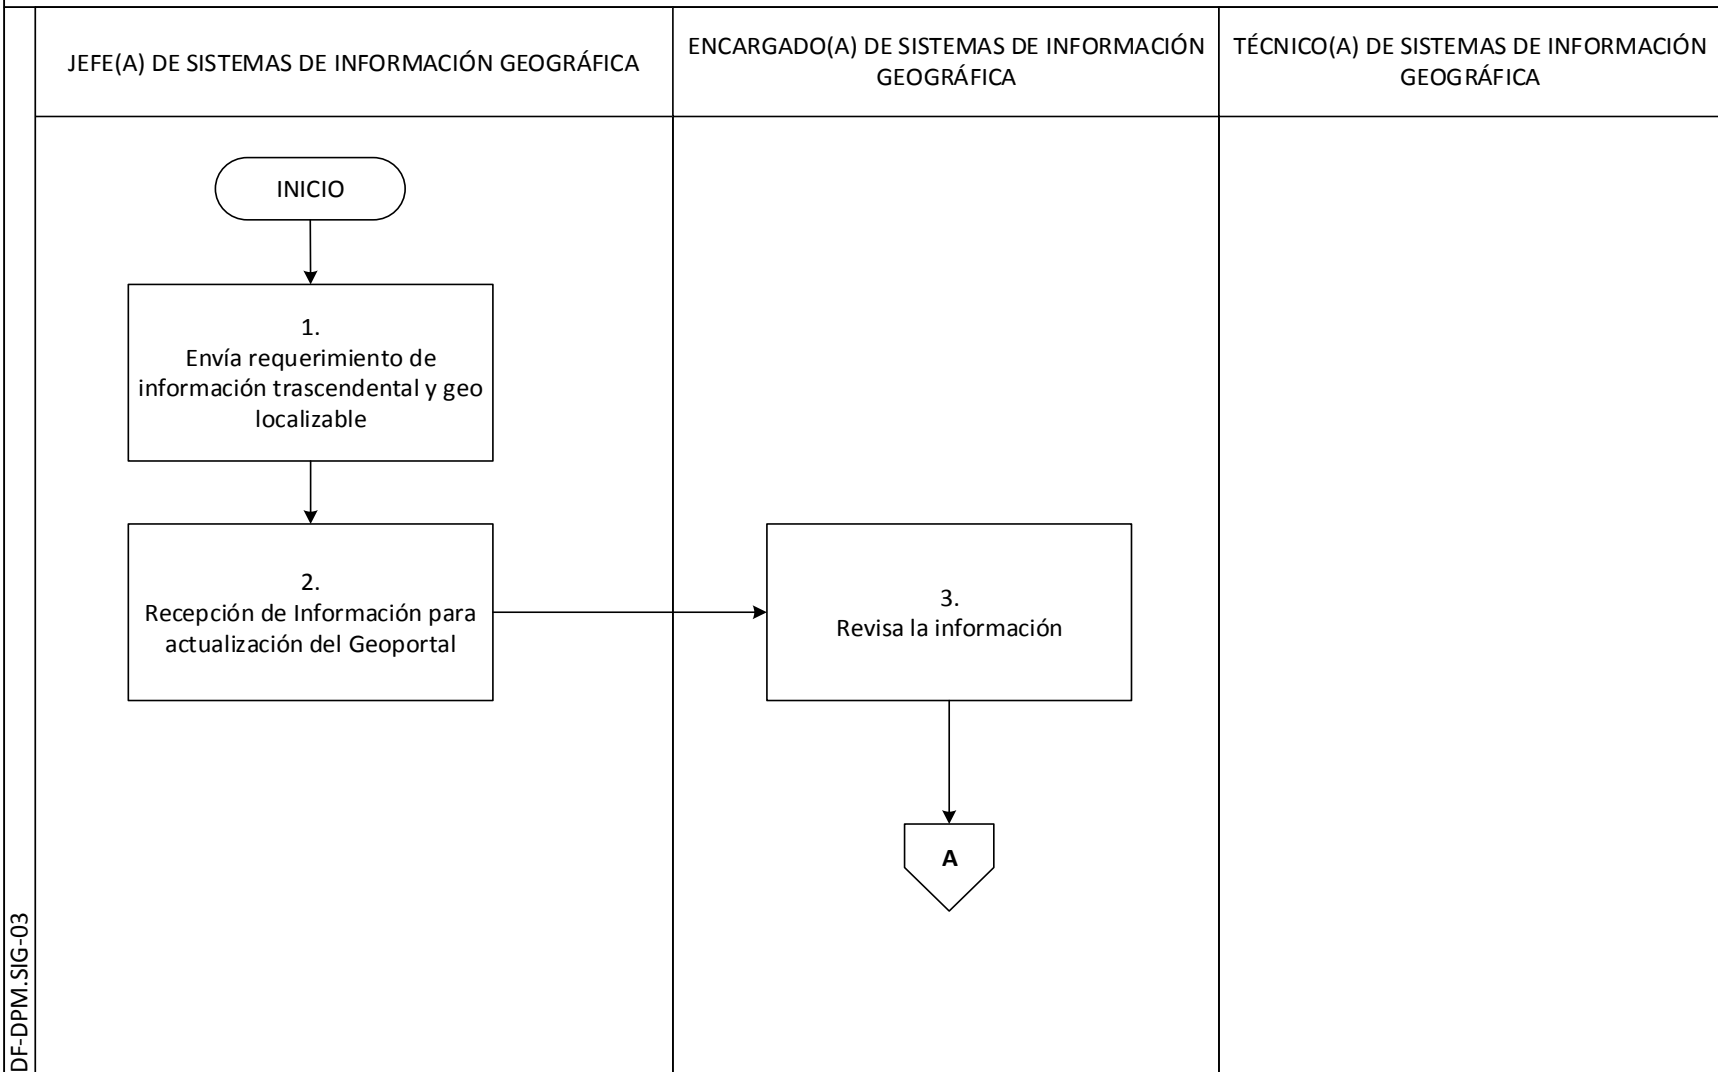 JEFE(A) DE SISTEMAS DE INFORMACIÓN GEOGRÁFICA
ENCARGADO(A) DE SISTEMAS DE INFORMACIÓN
GEOGRÁFICA
TÉCNICO(A) DE SISTEMAS DE INFORMACIÓN
GEOGRÁFICA
INICIO
1.
Envía requerimiento de
información trascendental y geo
localizable
2.
Recepción de Información para
actualización del Geoportal
3.
Revisa la información
A
DF-DPM.SIG-03